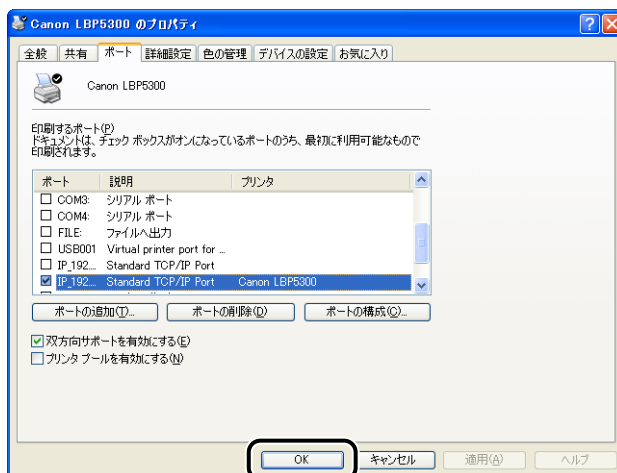 Canon LBP5300 のプロパティ
全般 共有 ポート 詳細設定 色の管理 デバイスの設定 お気に入り
Canon LBP5300
印刷するポート(P)
ドキュメントは、チェック ボックスがオンになっているポートのうち、最初に利用可能なもので
印刷されます。
ポート 説明 プリンタ
COM3: シリアル ポート
COM4: シリアル ポート
FILE: ファイルへ出力
USB001 Virtual printer port for ...
IP_192... Standard TCP/IP Port
IP_192... Standard TCP/IP Port Canon LBP5300
ポートの追加(T)... ポートの削除(D) ポートの構成(C)...
双方向サポートを有効にする(E)
プリンタ プールを有効にする(N)
OK キャンセル 適用(A) ヘルプ